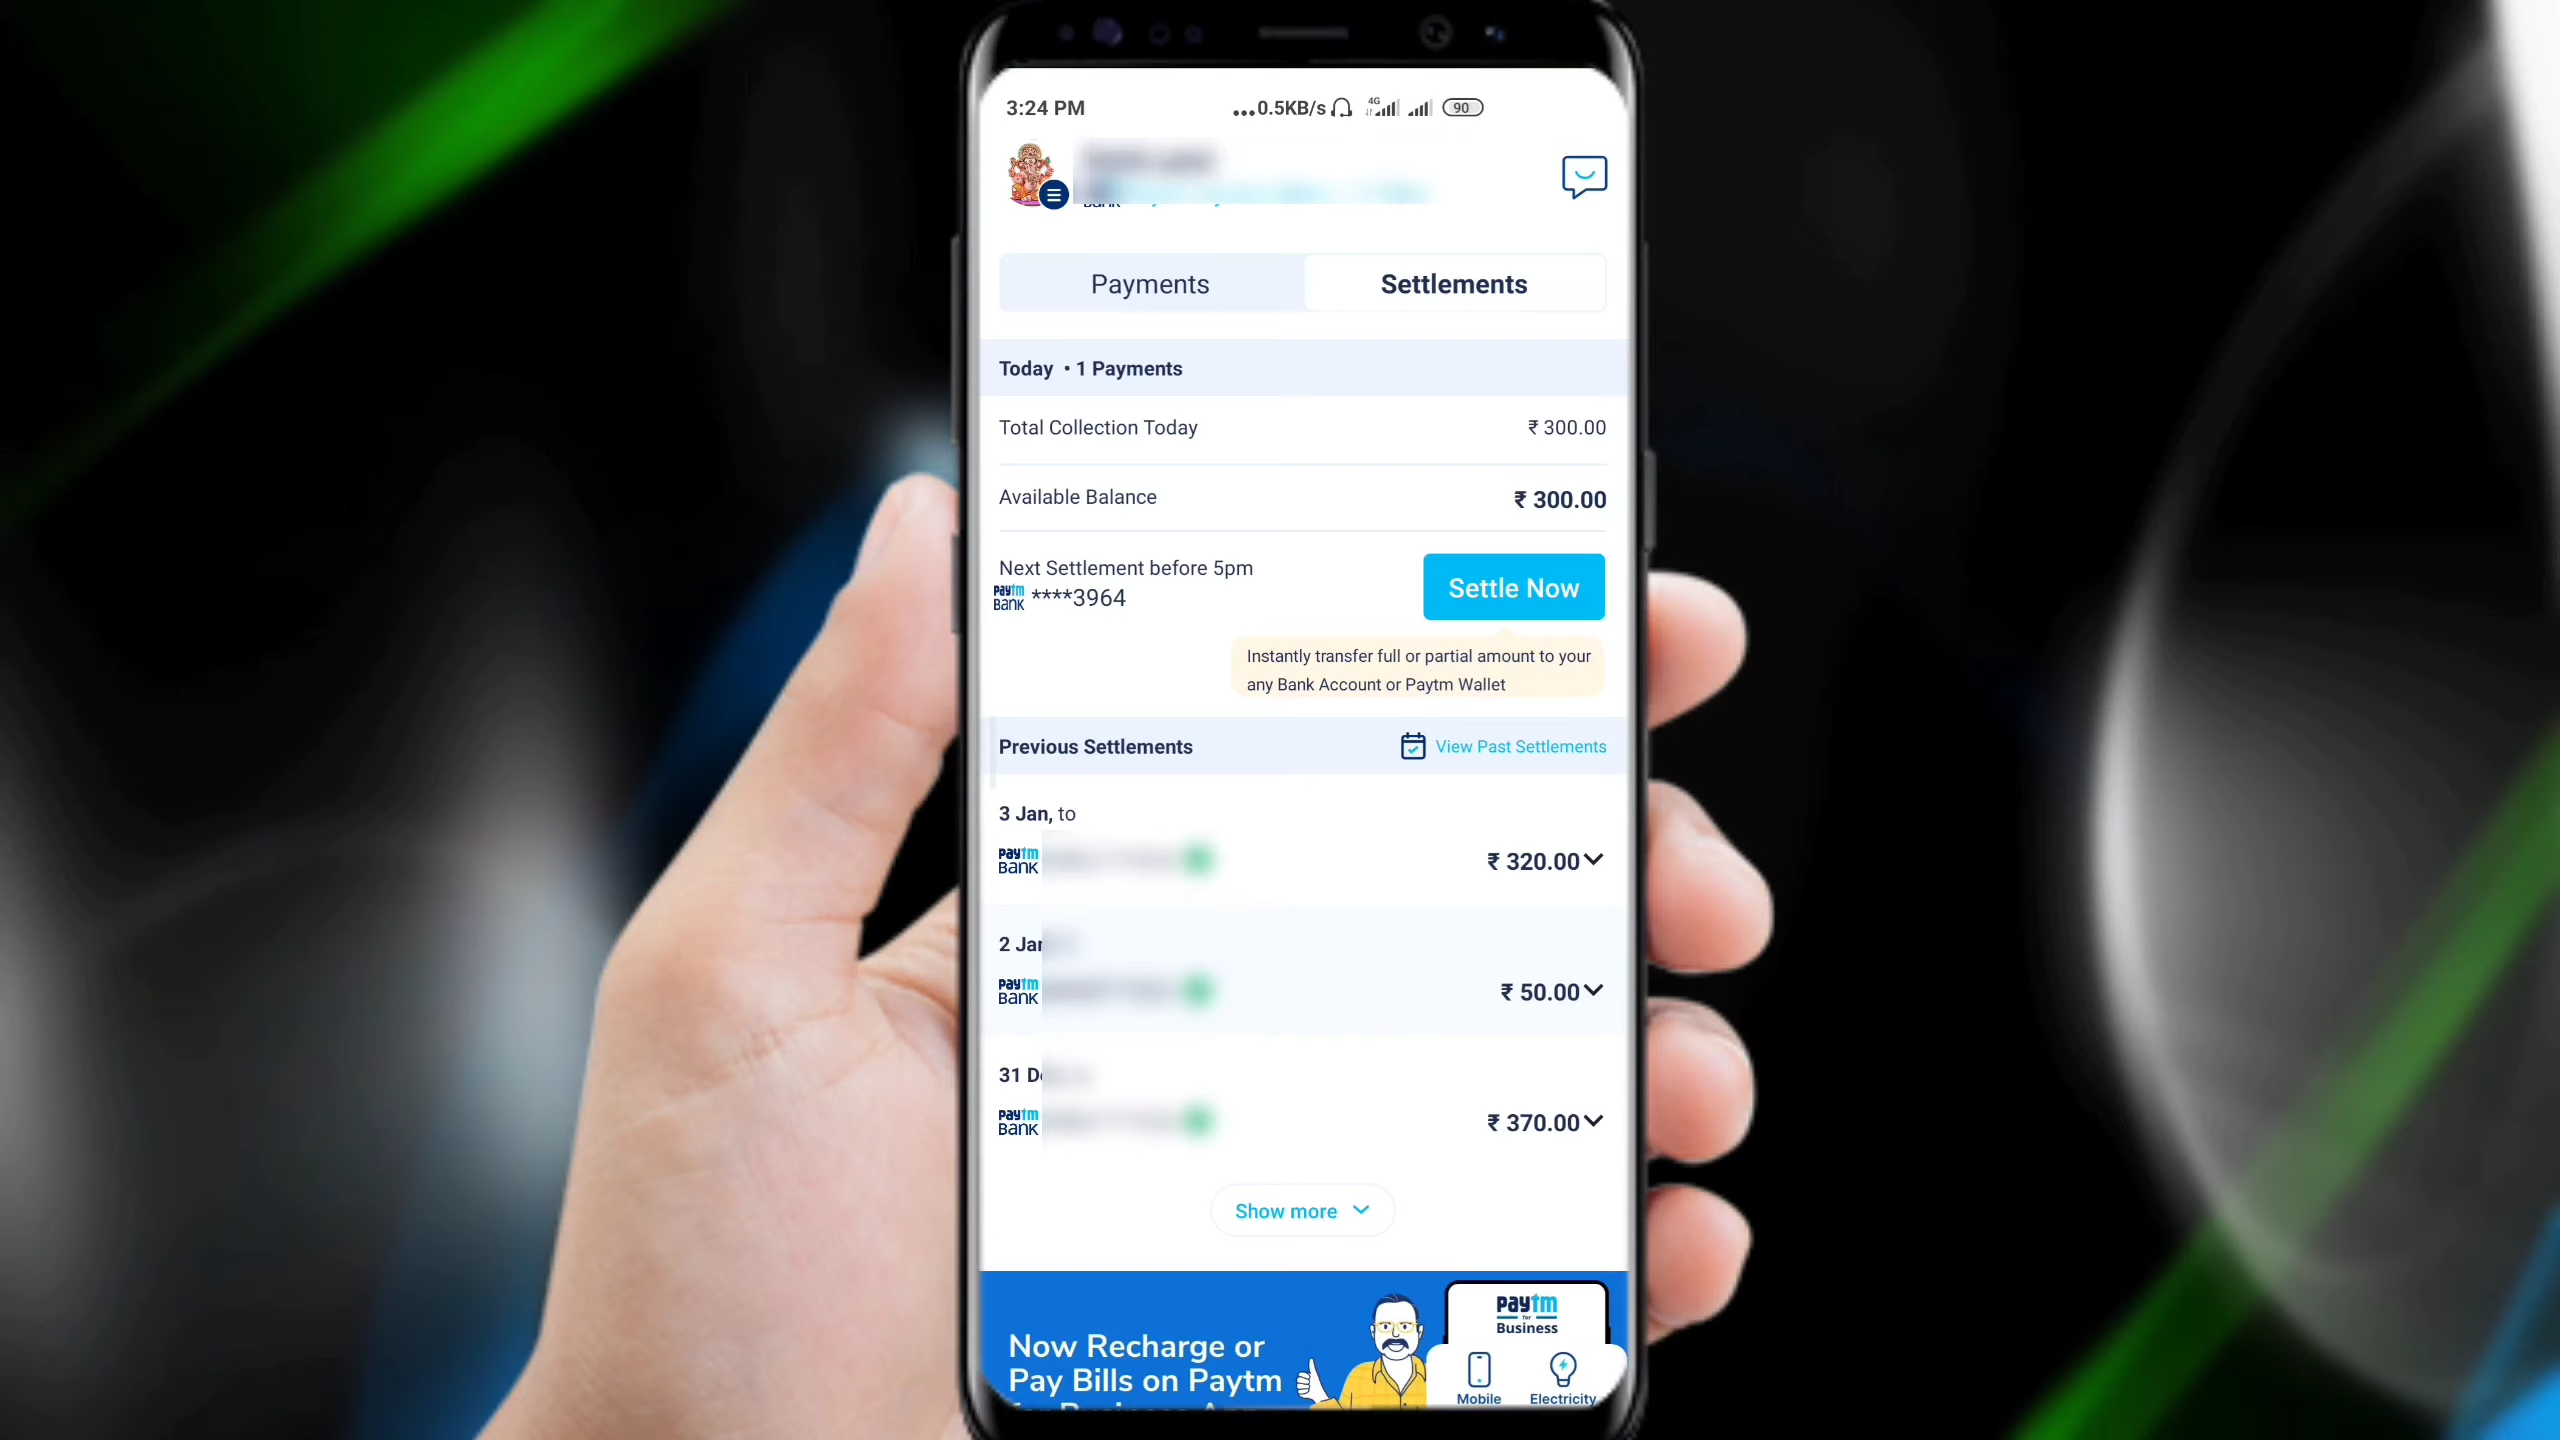 3:24 PM
...0.5KB/s 4G 90
Payments Settlements
Today • 1 Payments
Total Collection Today ₹ 300.00
Available Balance ₹ 300.00
Next Settlement before 5pm
paytm BANK ****3964
Settle Now
Instantly transfer full or partial amount to your
any Bank Account or Paytm Wallet
Previous Settlements View Past Settlements
3 Jan, to
paytm BANK ₹ 320.00
2 Jan
paytm BANK ₹ 50.00
31 D
paytm BANK ₹ 370.00
Show more
Now Recharge or
Pay Bills on Paytm
paytm
for
Business
Mobile Electricity